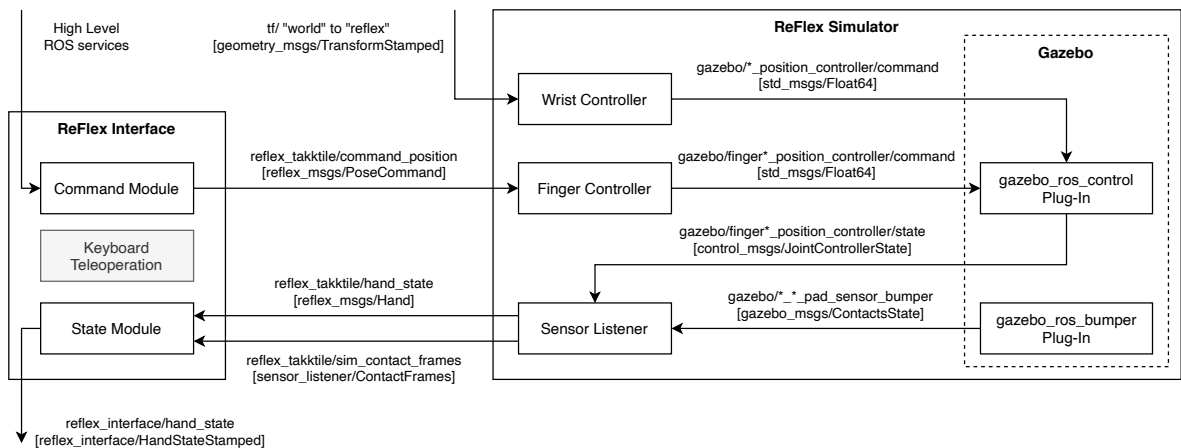 High Level
ROS services
tf/ "world" to "reflex"
[geometry_msgs/TransformStamped]
ReFlex Simulator
Gazebo
Wrist Controller
gazebo/*_position_controller/command
[std_msgs/Float64]
ReFlex Interface
Command Module
reflex_takktile/command_position
[reflex_msgs/PoseCommand]
Finger Controller
gazebo/finger*_position_controller/command
[std_msgs/Float64]
gazebo_ros_control
Plug-In
Keyboard
Teleoperation
gazebo/finger*_position_controller/state
[control_msgs/JointControllerState]
reflex_takktile/hand_state
[reflex_msgs/Hand]
State Module
Sensor Listener
gazebo/*_*_pad_sensor_bumper
[gazebo_msgs/ContactsState]
gazebo_ros_bumper
Plug-In
reflex_takktile/sim_contact_frames
[sensor_listener/ContactFrames]
reflex_interface/hand_state
[reflex_interface/HandStateStamped]